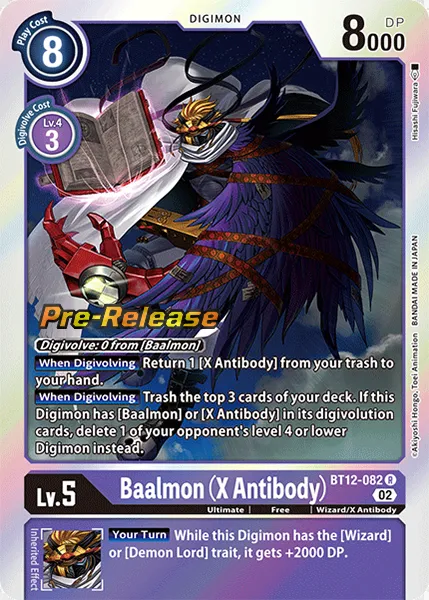 Play Cost
8
DIGIMON
DP
8000
Digivolve Cost
Lv.4
3
Hisashi Fujiwara
BANDAI MADE IN JAPAN
©Akiyoshi Hongo, Toei Animation
Pre-Release
Digivolve: 0 from [Baalmon]
When Digivolving Return 1 [X Antibody] from your trash to
your hand.
When Digivolving Trash the top 3 cards of your deck. If this
Digimon has [Baalmon] or [X Antibody] in its digivolution
cards, delete 1 of your opponent's level 4 or lower
Digimon instead.
Lv.5
Baalmon (X Antibody)
BT12-082 R
02
Ultimate | Free | Wizard/X Antibody
Inherited Effect
Your Turn While this Digimon has the [Wizard]
or [Demon Lord] trait, it gets +2000 DP.